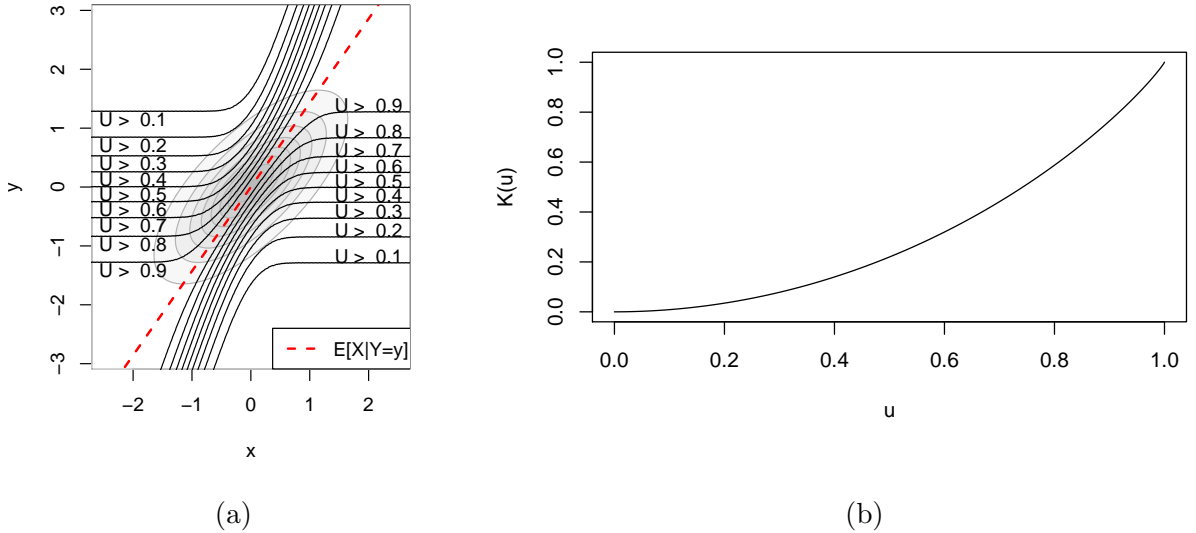 3
2
1
0
−1
−2
−3
y
U > 0.1
U > 0.2
U > 0.3
U > 0.4
U > 0.5
U > 0.6
U > 0.7
U > 0.8
U > 0.9
U > 0.9
U > 0.8
U > 0.7
U > 0.6
U > 0.5
U > 0.4
U > 0.3
U > 0.2
U > 0.1
E[X|Y=y]
−2 −1 0 1 2
x
(a)
1.0
0.8
0.6
0.4
0.2
0.0
K(u)
0.0 0.2 0.4 0.6 0.8 1.0
u
(b)